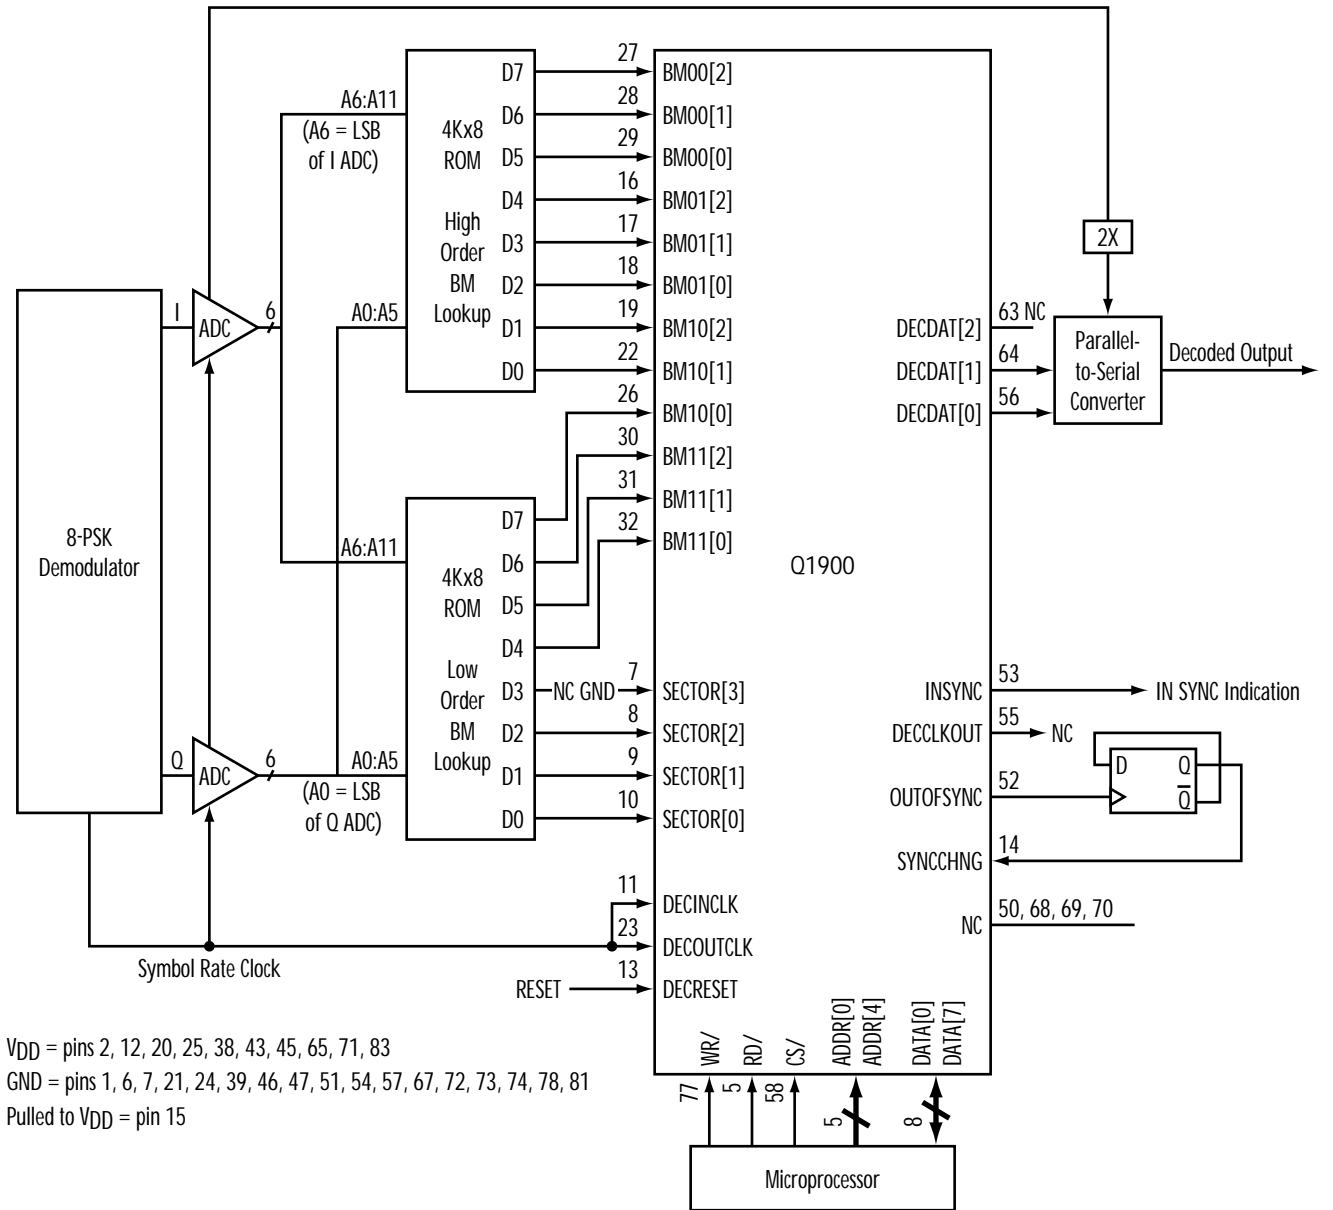 8-PSK
Demodulator
I
ADC
6
Q
ADC
6
A6:A11
(A6 = LSB
of I ADC)
A0:A5
A6:A11
A0:A5
(A0 = LSB
of Q ADC)
4Kx8
ROM
High
Order
BM
Lookup
D7
D6
D5
D4
D3
D2
D1
D0
4Kx8
ROM
Low
Order
BM
Lookup
D7
D6
D5
D4
D3
D2
D1
D0
NC GND
27
BM00[2]
28
BM00[1]
29
BM00[0]
16
BM01[2]
17
BM01[1]
18
BM01[0]
19
BM10[2]
22
BM10[1]
26
BM10[0]
30
BM11[2]
31
BM11[1]
32
BM11[0]
7
SECTOR[3]
8
SECTOR[2]
9
SECTOR[1]
10
SECTOR[0]
11
DECINCLK
23
DECOUTCLK
RESET
13
DECRESET
Symbol Rate Clock
Q1900
2X
DECDAT[2]
63 NC
DECDAT[1]
64
DECDAT[0]
56
Parallel-
to-Serial
Converter
Decoded Output
INSYNC
53
IN SYNC Indication
DECCLKOUT
55
NC
OUTOFSYNC
52
D
Q
Q̅
SYNCCHNG
14
NC
50, 68, 69, 70
WR/
RD/
CS/
ADDR[0]
ADDR[4]
DATA[0]
DATA[7]
77
5
58
5
8
Microprocessor
VDD = pins 2, 12, 20, 25, 38, 43, 45, 65, 71, 83
GND = pins 1, 6, 7, 21, 24, 39, 46, 47, 51, 54, 57, 67, 72, 73, 74, 78, 81
Pulled to VDD = pin 15